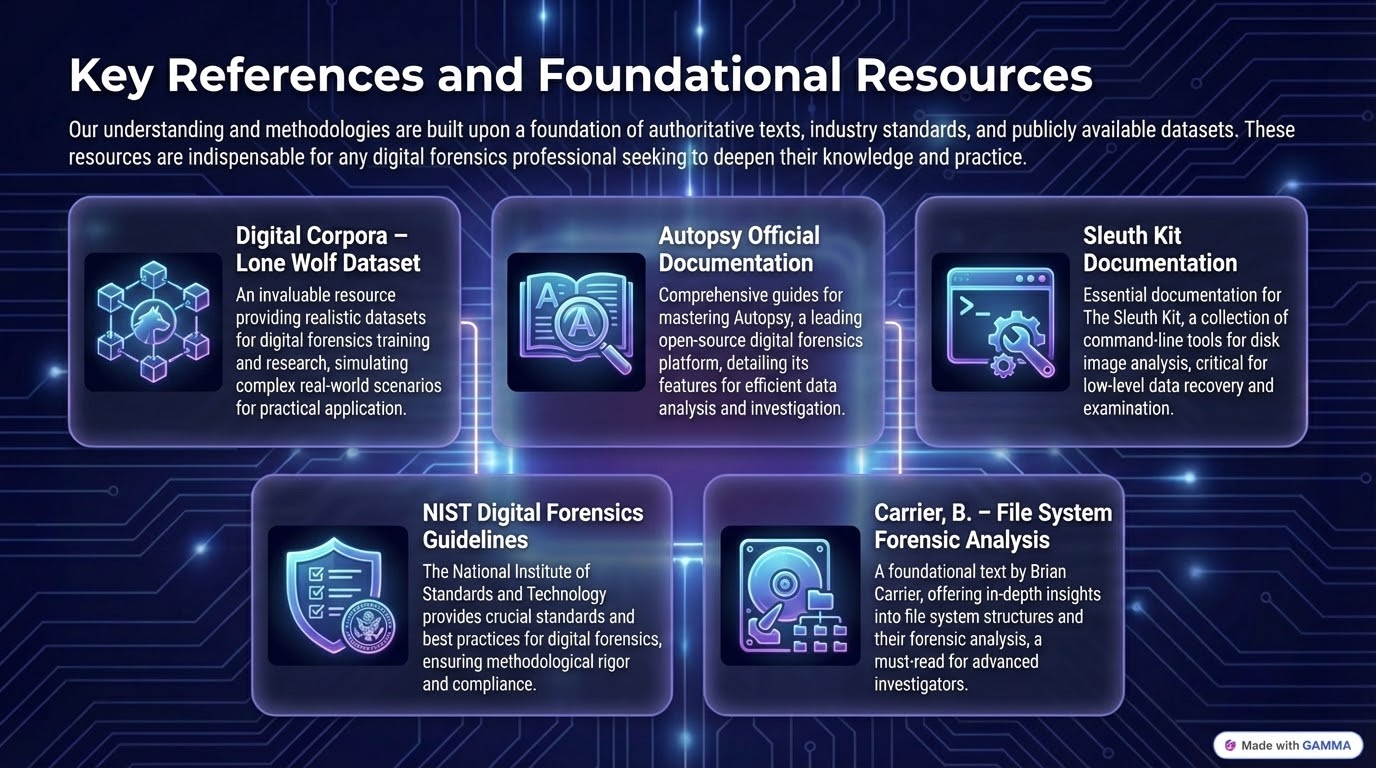 Key References and Foundational Resources
Our understanding and methodologies are built upon a foundation of authoritative texts, industry standards, and publicly available datasets. These
resources are indispensable for any digital forensics professional seeking to deepen their knowledge and practice.
Digital Corpora –
Lone Wolf Dataset
An invaluable resource
providing realistic datasets
for digital forensics training
and research, simulating
complex real-world scenarios
for practical application.
Autopsy Official
Documentation
Comprehensive guides for
mastering Autopsy, a leading
open-source digital forensics
platform, detailing its
features for efficient data
analysis and investigation.
A
A
Sleuth Kit
Documentation
Essential documentation for
The Sleuth Kit, a collection of
command-line tools for disk
image analysis, critical for
low-level data recovery and
examination.
>_
NIST Digital Forensics
Guidelines
The National Institute of
Standards and Technology
provides crucial standards and
best practices for digital forensics,
ensuring methodological rigor
and compliance.
Carrier, B. – File System
Forensic Analysis
A foundational text by Brian
Carrier, offering in-depth insights
into file system structures and
their forensic analysis, a
must-read for advanced
investigators.
Made with GAMMA